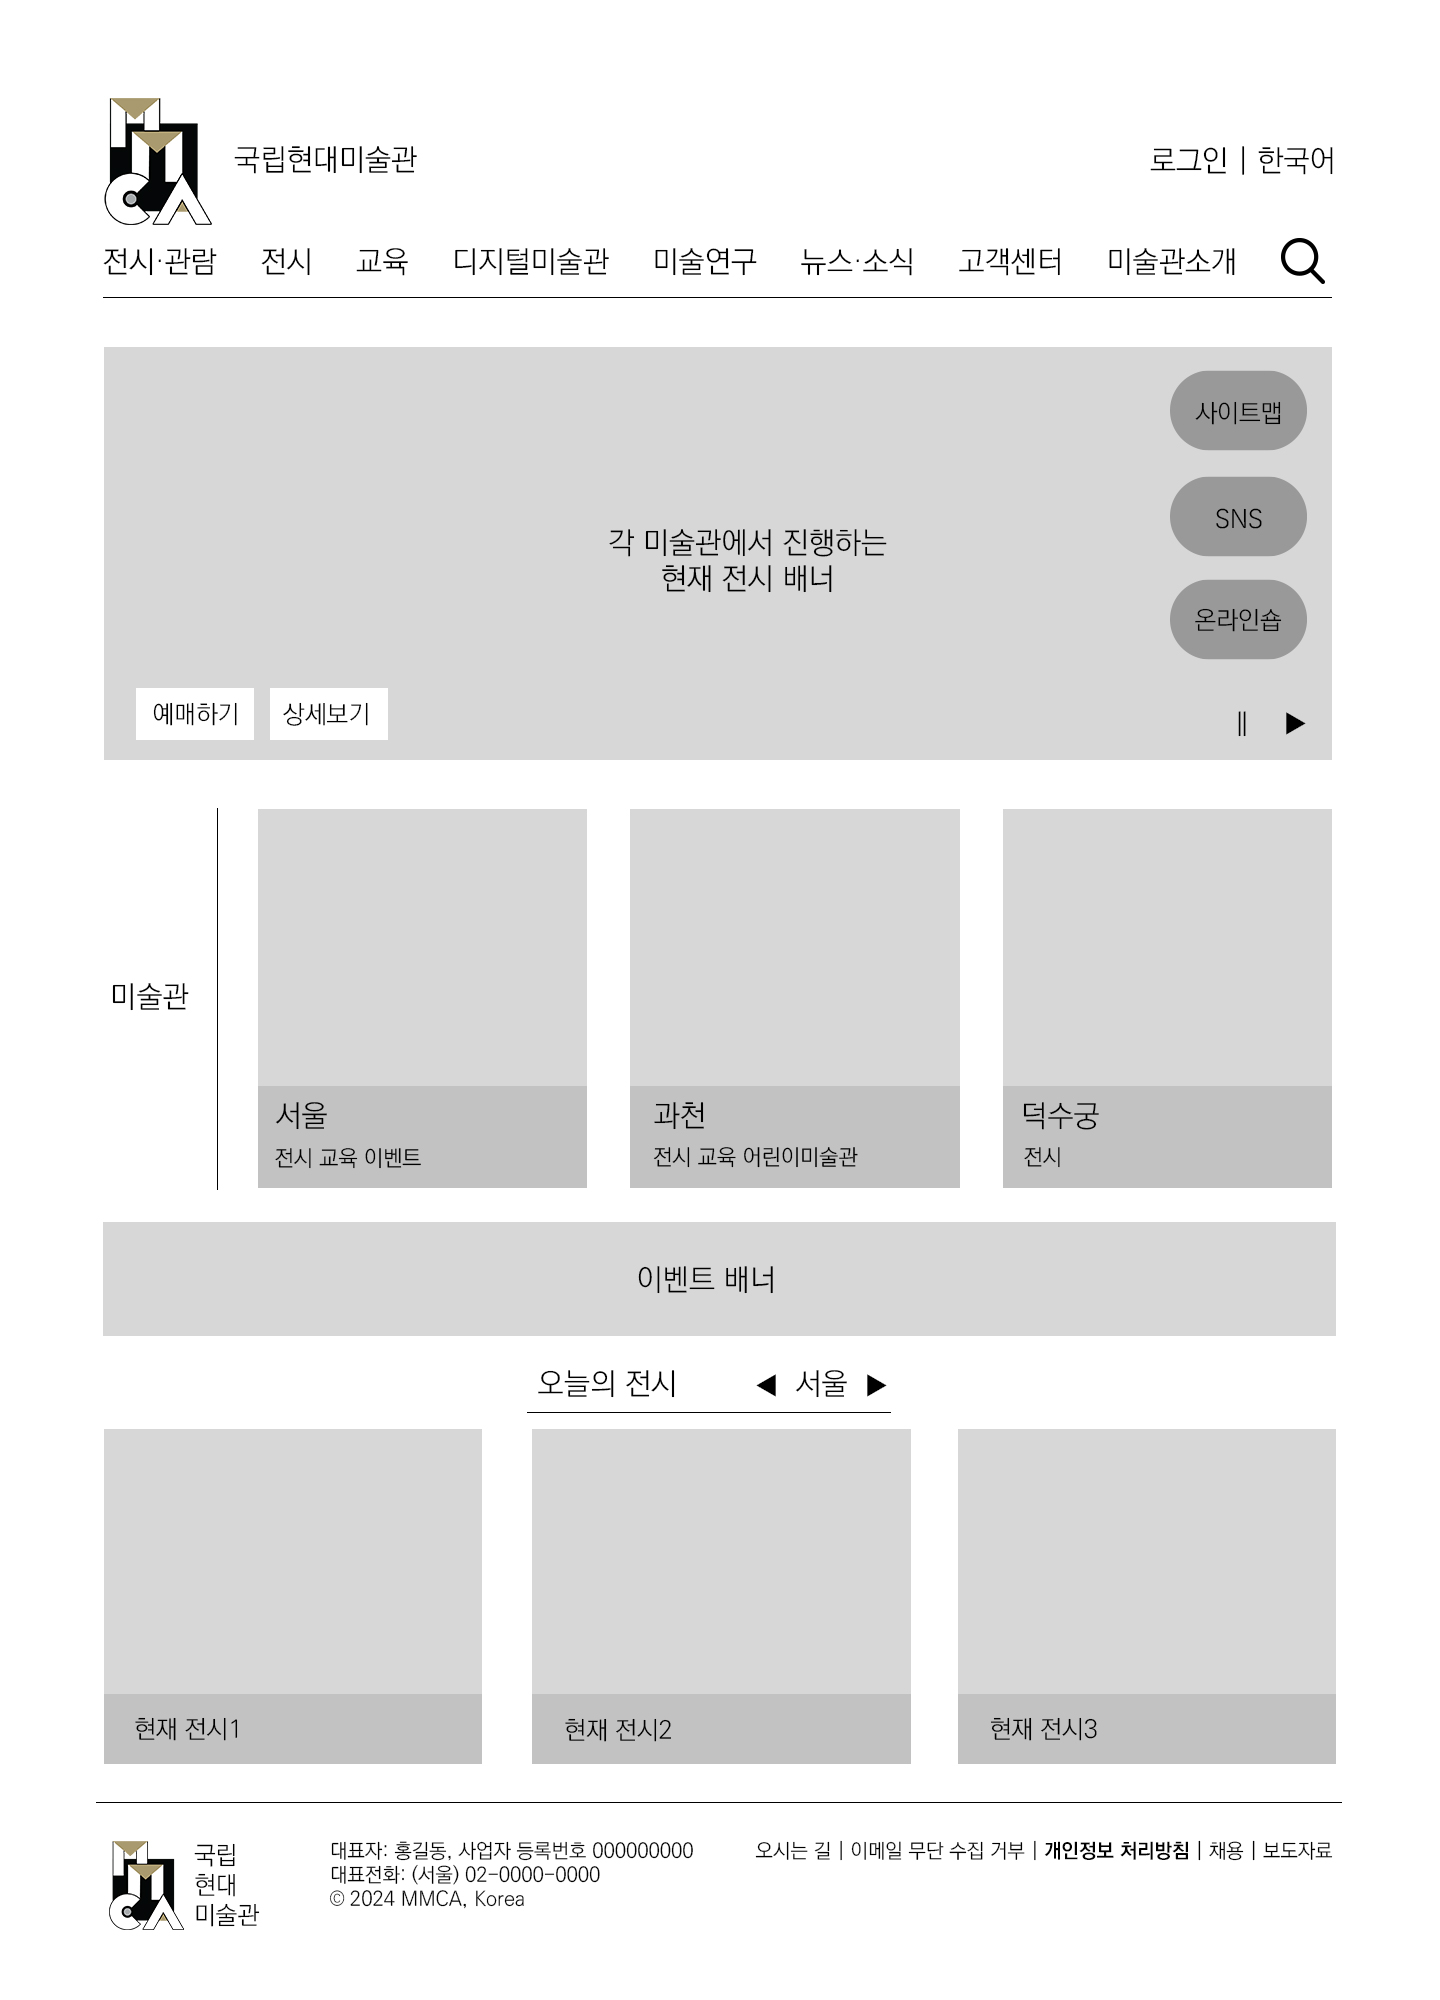 MMCA
국립현대미술관
로그인 | 한국어
전시·관람 전시 교육 디지털미술관 미술연구 뉴스·소식 고객센터 미술관소개
사이트맵
SNS
온라인숍
각 미술관에서 진행하는
현재 전시 배너
예매하기 상세보기
미술관
서울
전시 교육 이벤트
과천
전시 교육 어린이미술관
덕수궁
전시
이벤트 배너
오늘의 전시 ◀ 서울 ▶
현재 전시1
현재 전시2
현재 전시3
MMCA
국립
현대
미술관
대표자: 홍길동, 사업자 등록번호 000000000
대표전화: (서울) 02-0000-0000
© 2024 MMCA, Korea
오시는 길 | 이메일 무단 수집 거부 | 개인정보 처리방침 | 채용 | 보도자료